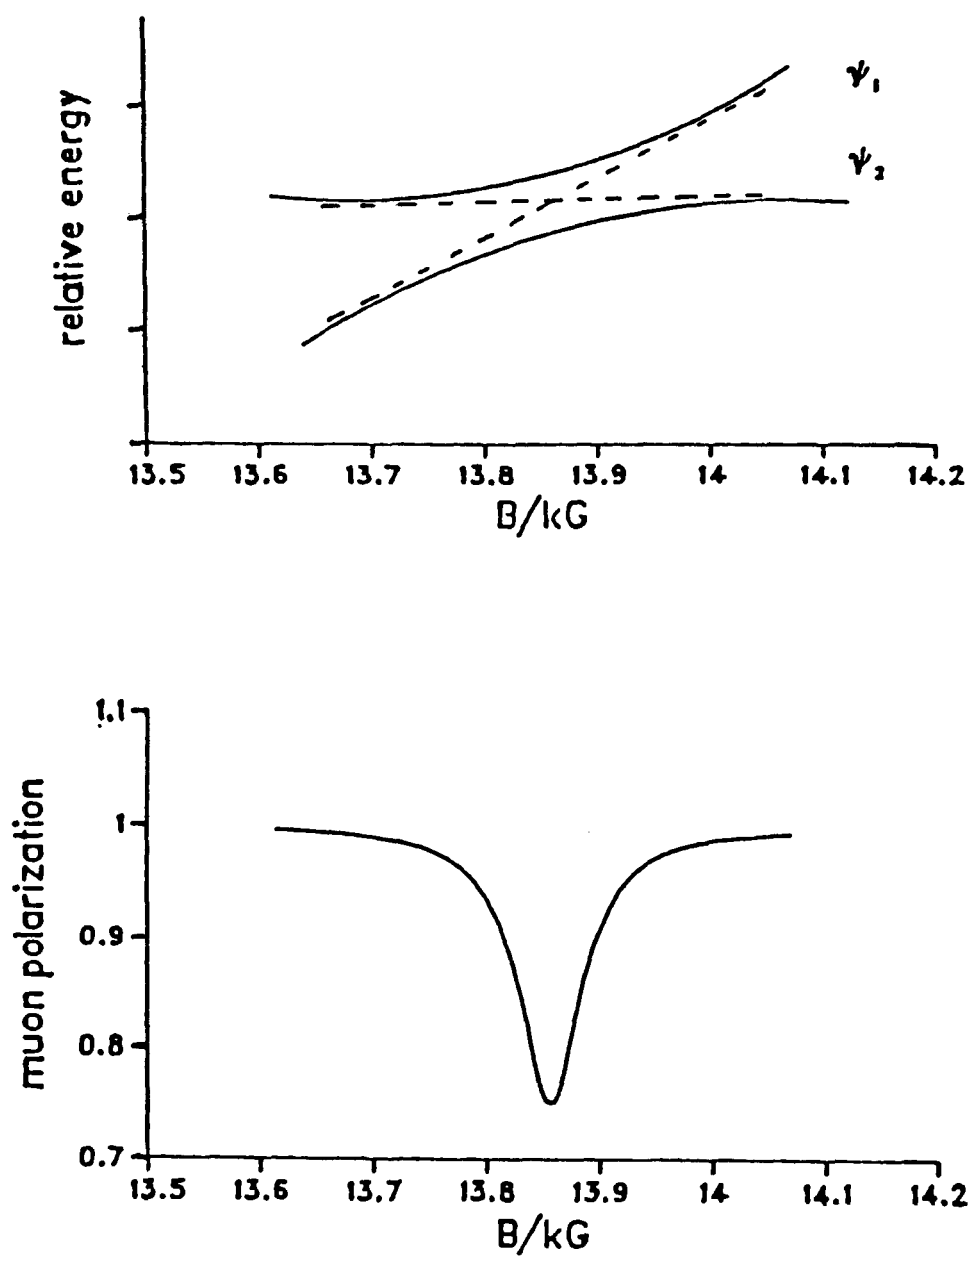 relative energy
ψ₁
ψ₂
13.5 13.6 13.7 13.8 13.9 14 14.1 14.2
B/kG
muon polarization
1.1
1
0.9
0.8
0.7
13.5 13.6 13.7 13.8 13.9 14 14.1 14.2
B/kG